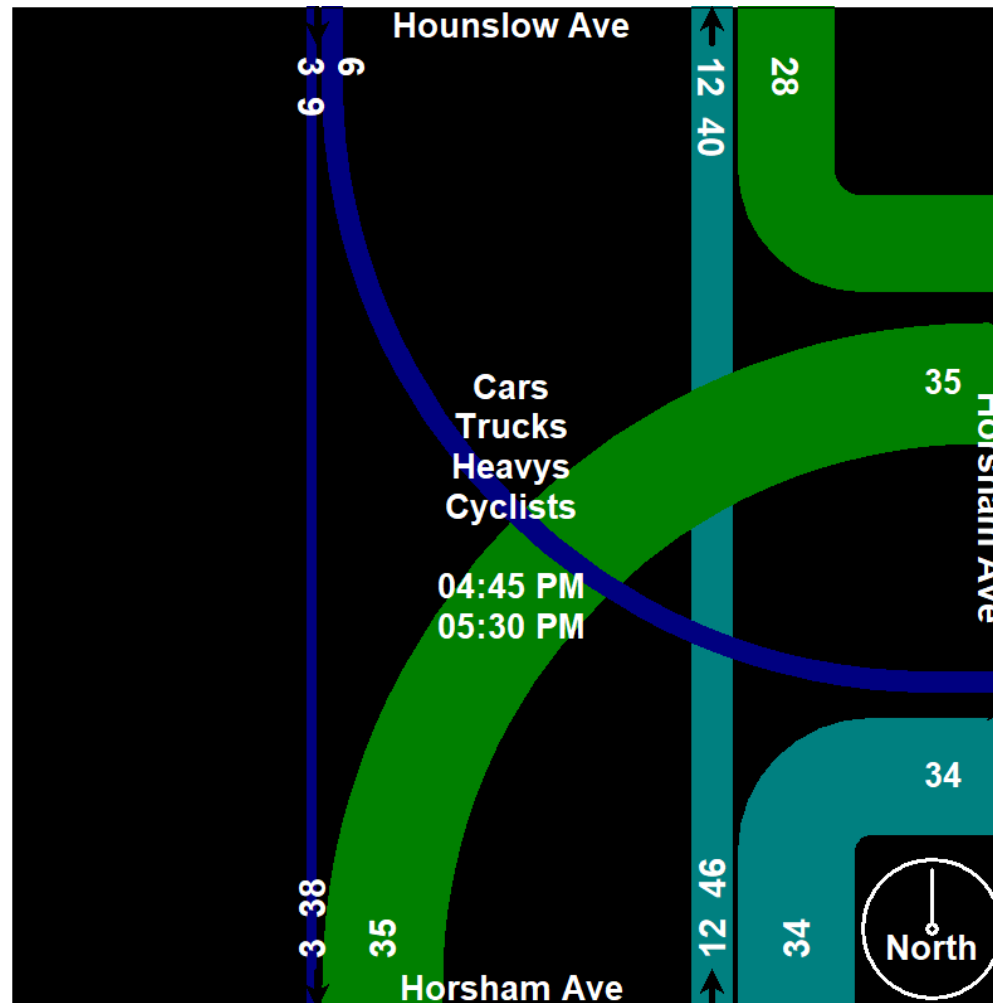 Hounslow Ave
3
9
6
12 40
28
35
Cars
Trucks
Heavys
Cyclists
Horsham Ave
04:45 PM
05:30 PM
34
3 38
35
12 46
34
North
Horsham Ave